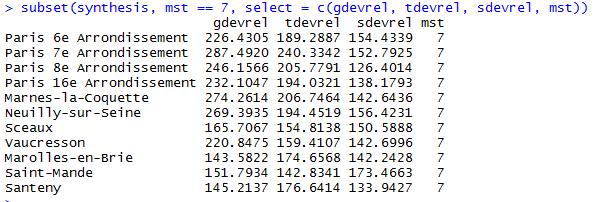 > subset(synthesis, mst == 7, select = c(gdevrel, tdevrel, sdevrel, mst))
gdevrel tdevrel sdevrel mst
Paris 6e Arrondissement 226.4305 189.2887 154.4339 7
Paris 7e Arrondissement 287.4920 240.3342 152.7925 7
Paris 8e Arrondissement 246.1566 205.7791 126.4014 7
Paris 16e Arrondissement 232.1047 194.0321 138.1793 7
Marnes-la-Coquette 274.2614 206.7464 142.6436 7
Neuilly-sur-Seine 269.3935 194.4519 156.4231 7
Sceaux 165.7067 154.8138 150.5888 7
Vaucresson 220.8475 159.4107 142.6996 7
Marolles-en-Brie 143.5822 174.6568 142.2428 7
Saint-Mande 151.7934 142.8341 173.4663 7
Santeny 145.2137 176.6414 133.9427 7